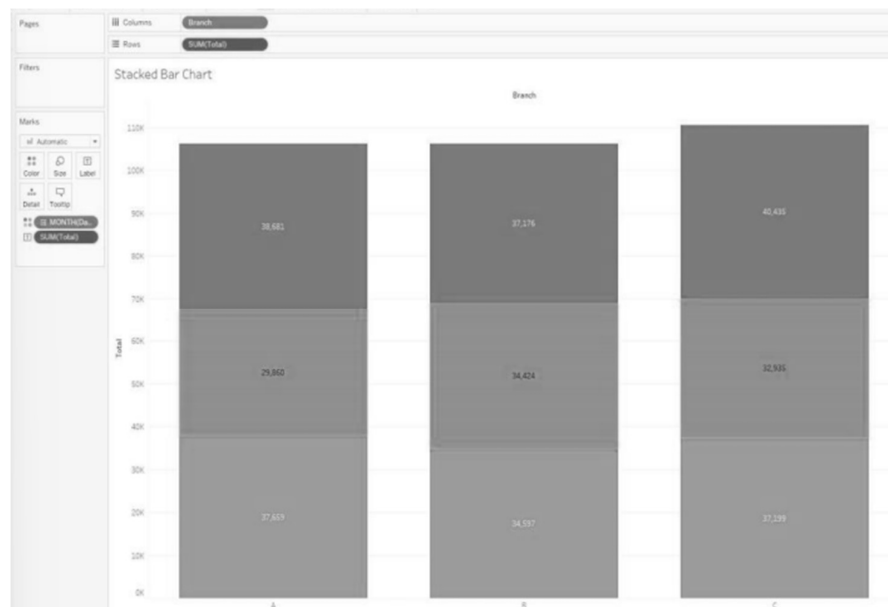 Pages
Columns
Branch
Rows
SUM(Total)
Filters
Stacked Bar Chart
Branch
Marks
Automatic
Color
Size
Label
Detail
Tooltip
MONTH(Da..
SUM(Total)
Total
110K
100K
90K
80K
70K
60K
50K
40K
30K
20K
10K
0K
38,681
37,176
40,435
29,860
34,424
32,935
37,659
34,597
37,199
A
B
C